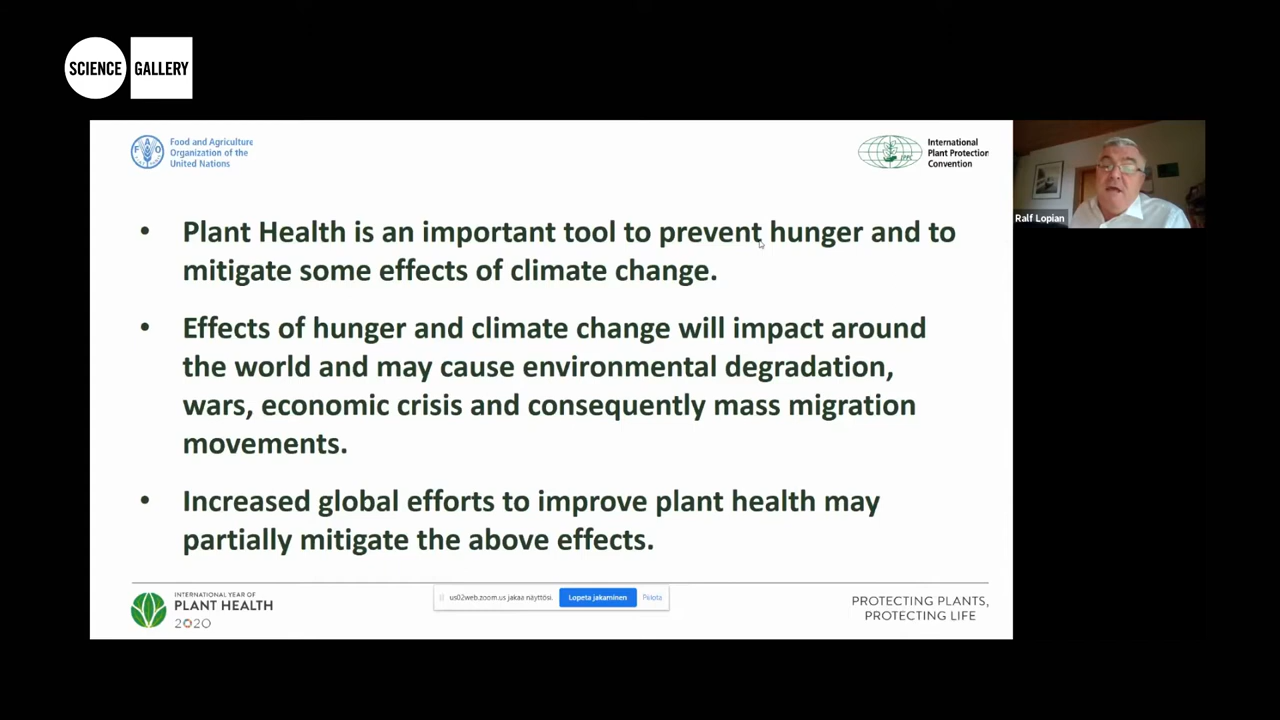 SCIENCE GALLERY
Food and Agriculture
Organization of the
United Nations
International
Plant Protection
Convention
Ralf Lopian
• Plant Health is an important tool to prevent hunger and to
mitigate some effects of climate change.
• Effects of hunger and climate change will impact around
the world and may cause environmental degradation,
wars, economic crisis and consequently mass migration
movements.
• Increased global efforts to improve plant health may
partially mitigate the above effects.
INTERNATIONAL YEAR OF
PLANT HEALTH
2020
us02web.zoom.us jakaa näyttösi. Lopeta jakaminen Piilota
PROTECTING PLANTS,
PROTECTING LIFE